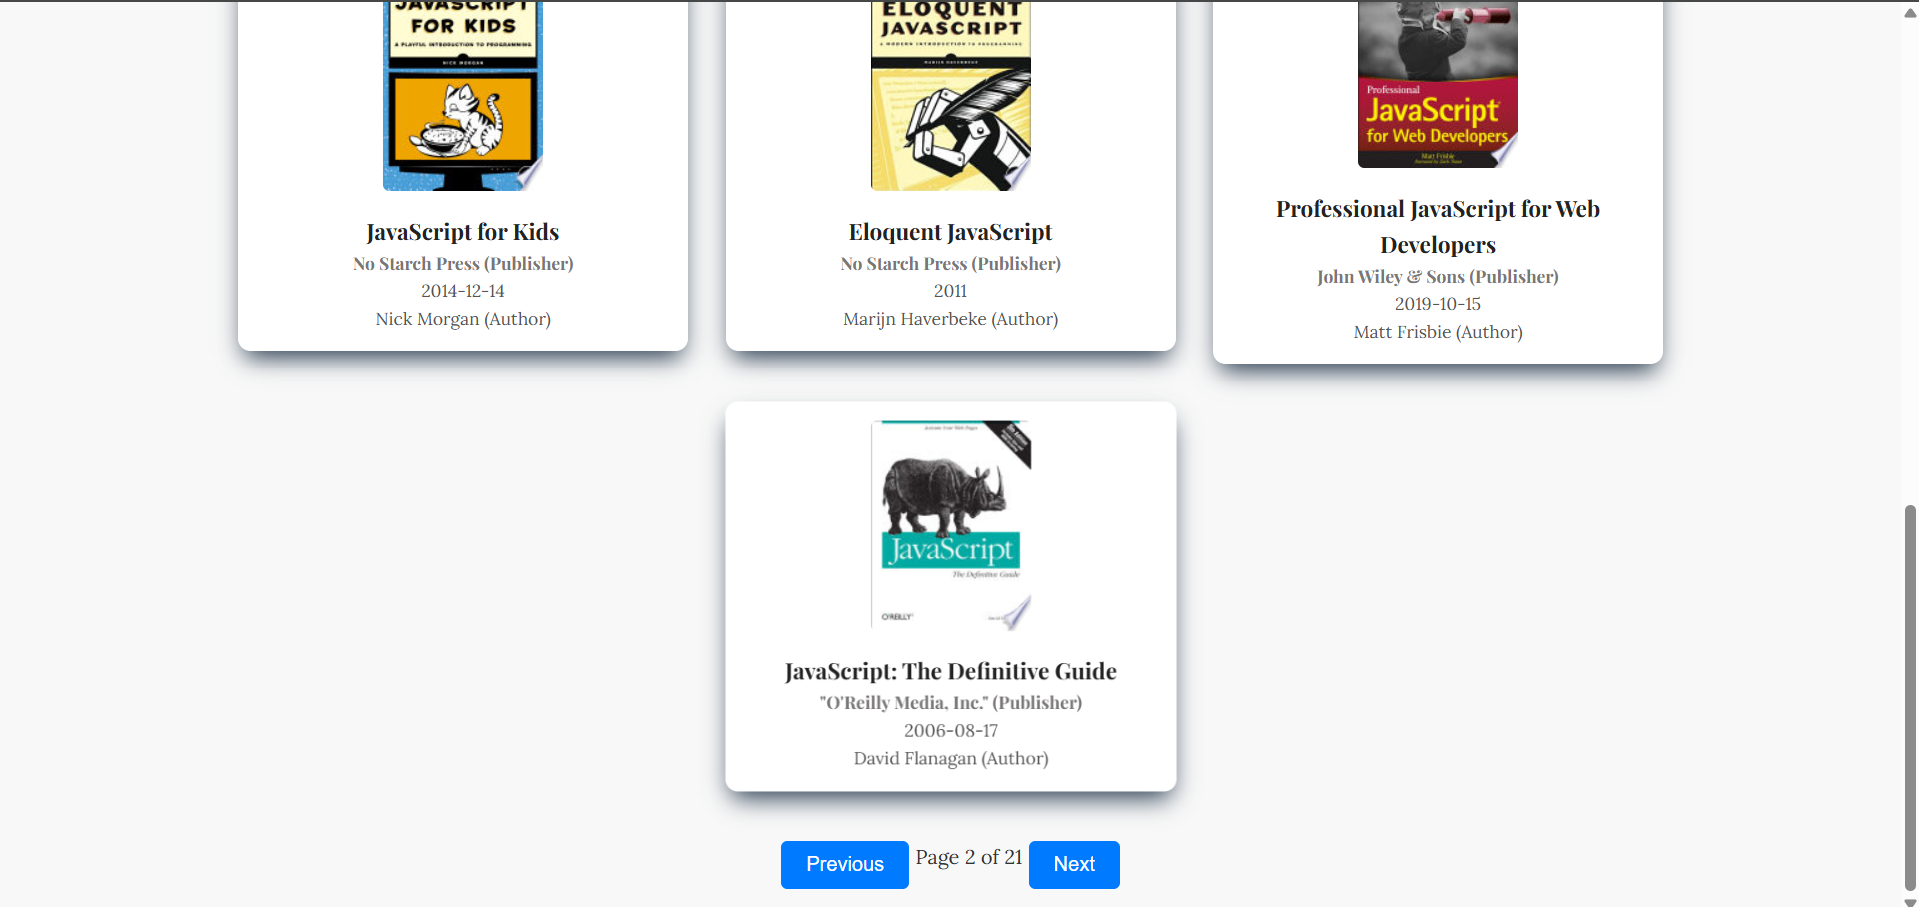 JAVASCRIPT
FOR KIDS
A PLAYFUL INTRODUCTION TO PROGRAMMING
NICK MORGAN
JavaScript for Kids
No Starch Press (Publisher)
2014-12-14
Nick Morgan (Author)
ELOQUENT
JAVASCRIPT
A MODERN INTRODUCTION TO PROGRAMMING
MARIJN HAVERBEKE
Eloquent JavaScript
No Starch Press (Publisher)
2011
Marijn Haverbeke (Author)
Professional
JavaScript
for Web Developers
Matt Frisbie
Professional JavaScript for Web
Developers
John Wiley & Sons (Publisher)
2019-10-15
Matt Frisbie (Author)
JavaScript
The Definitive Guide
O'REILLY
JavaScript: The Definitive Guide
"O'Reilly Media, Inc." (Publisher)
2006-08-17
David Flanagan (Author)
Previous Page 2 of 21 Next